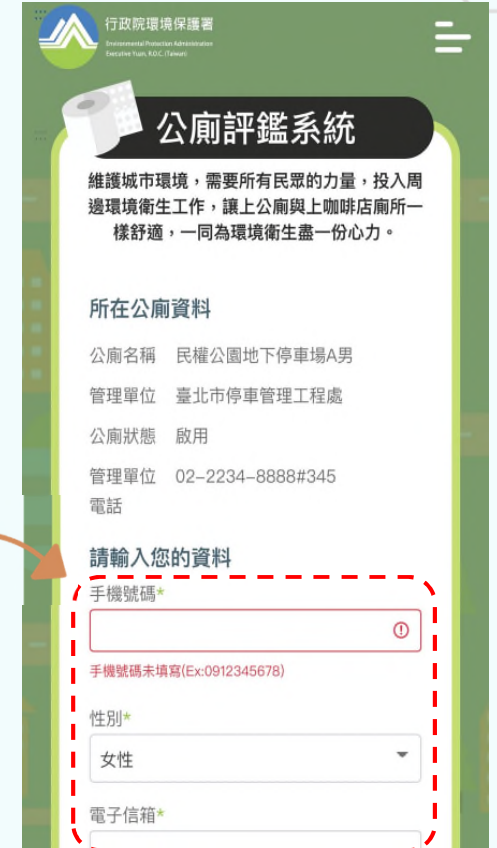 行政院環境保護署
Environmental Protection Administration
Executive Yuan, R.O.C. (Taiwan)
公廁評鑑系統
維護城市環境，需要所有民眾的力量，投入周
邊環境衛生工作，讓上公廁與上咖啡店廁所一
樣舒適，一同為環境衛生盡一份心力。
所在公廁資料
公廁名稱 民權公園地下停車場A男
管理單位 臺北市停車管理工程處
公廁狀態 啟用
管理單位 02-2234-8888#345
電話
請輸入您的資料
手機號碼*
手機號碼未填寫(Ex:0912345678)
性別*
女性
電子信箱*